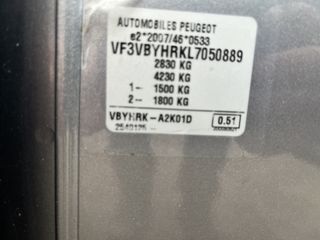 AUTOMOBILES PEUGEOT
e2*2007/46*0533
VF3VBYHRKL7050889
2830 KG
4230 KG
1-- 1500 KG
2-- 1800 KG
VBYHRK-A2K01D 0.51